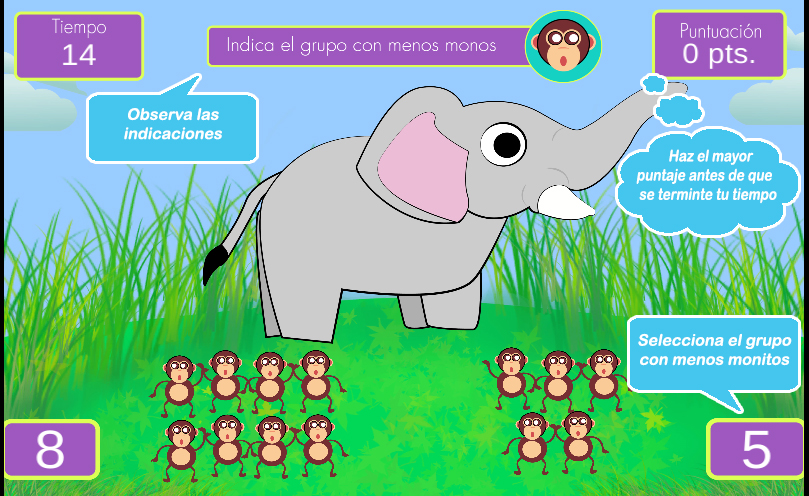 Tiempo
14
Indica el grupo con menos monos
Puntuación
0 pts.
Observa las
indicaciones
Haz el mayor
puntaje antes de que
se terminte tu tiempo
Selecciona el grupo
con menos monitos
8
5